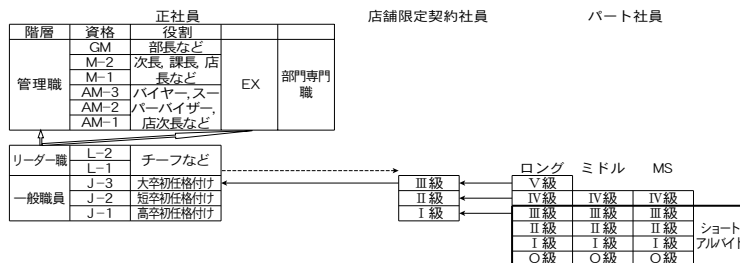 正社員 店舗限定契約社員 パート社員
階層 資格 役割
管理職
GM 部長など
M-2 次長,課長,店
M-1 長など
AM-3 バイヤー,スー
AM-2 パーバイザー,
AM-1 店次長など
EX
部門専門
職
リーダー職 L-2 チーフなど
L-1
一般職員
J-3 大卒初任格付け
J-2 短卒初任格付け
J-1 高卒初任格付け
Ⅲ級
Ⅱ級
Ⅰ級
ロング ミドル MS
Ⅴ級
Ⅳ級 Ⅳ級 Ⅳ級
Ⅲ級 Ⅲ級 Ⅲ級
Ⅱ級 Ⅱ級 Ⅱ級
Ⅰ級 Ⅰ級 Ⅰ級
O級 O級 O級
ショート
アルバイト